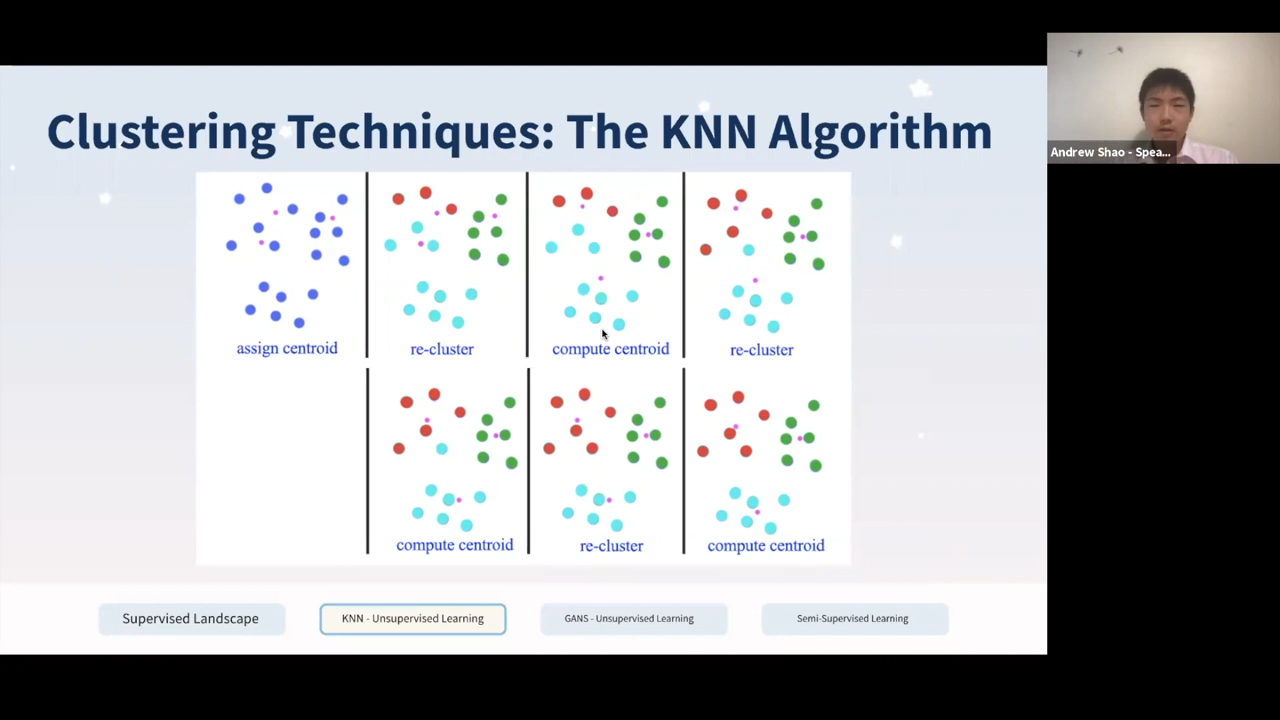 Clustering Techniques: The KNN Algorithm
Andrew Shao - Spea...
assign centroid
re-cluster
compute centroid
re-cluster
compute centroid
re-cluster
compute centroid
Supervised Landscape
KNN - Unsupervised Learning
GANS - Unsupervised Learning
Semi-Supervised Learning